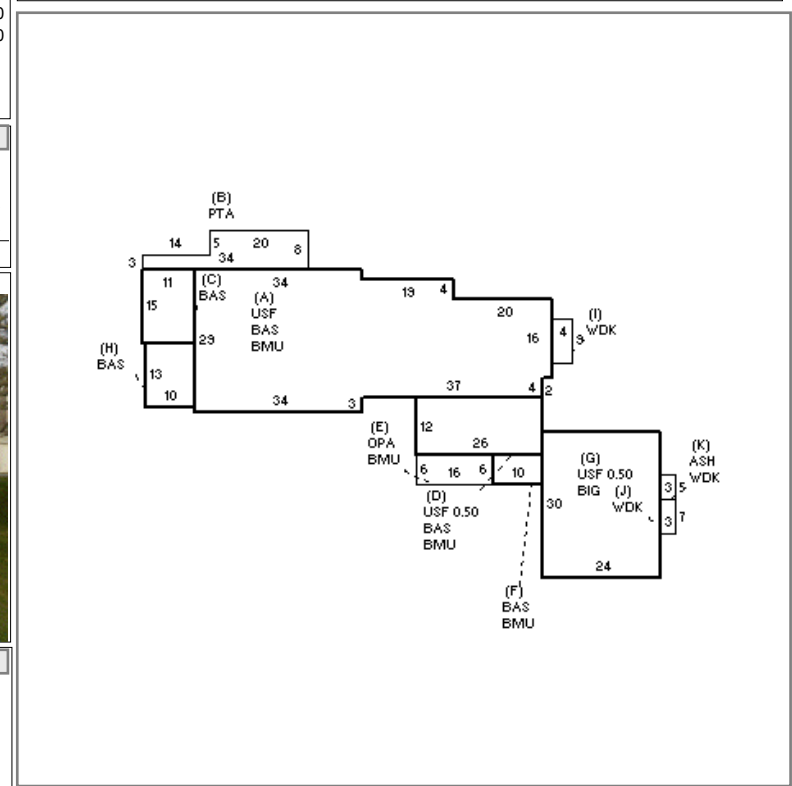 0
0
(B)
PTA
14
5
20
8
3
34
11
(C)
BAS
34
(A)
USF
BAS
BMU
15
19
4
20
(I)
WDK
4
9
16
29
(H)
BAS
13
10
34
3
37
4
2
12
(E)
OPA
BMU
26
6
16
6
10
(D)
USF 0.50
BAS
BMU
(G)
USF 0.50
BIG
(J)
WDK
(K)
ASH
WDK
3
5
3
7
30
24
(F)
BAS
BMU